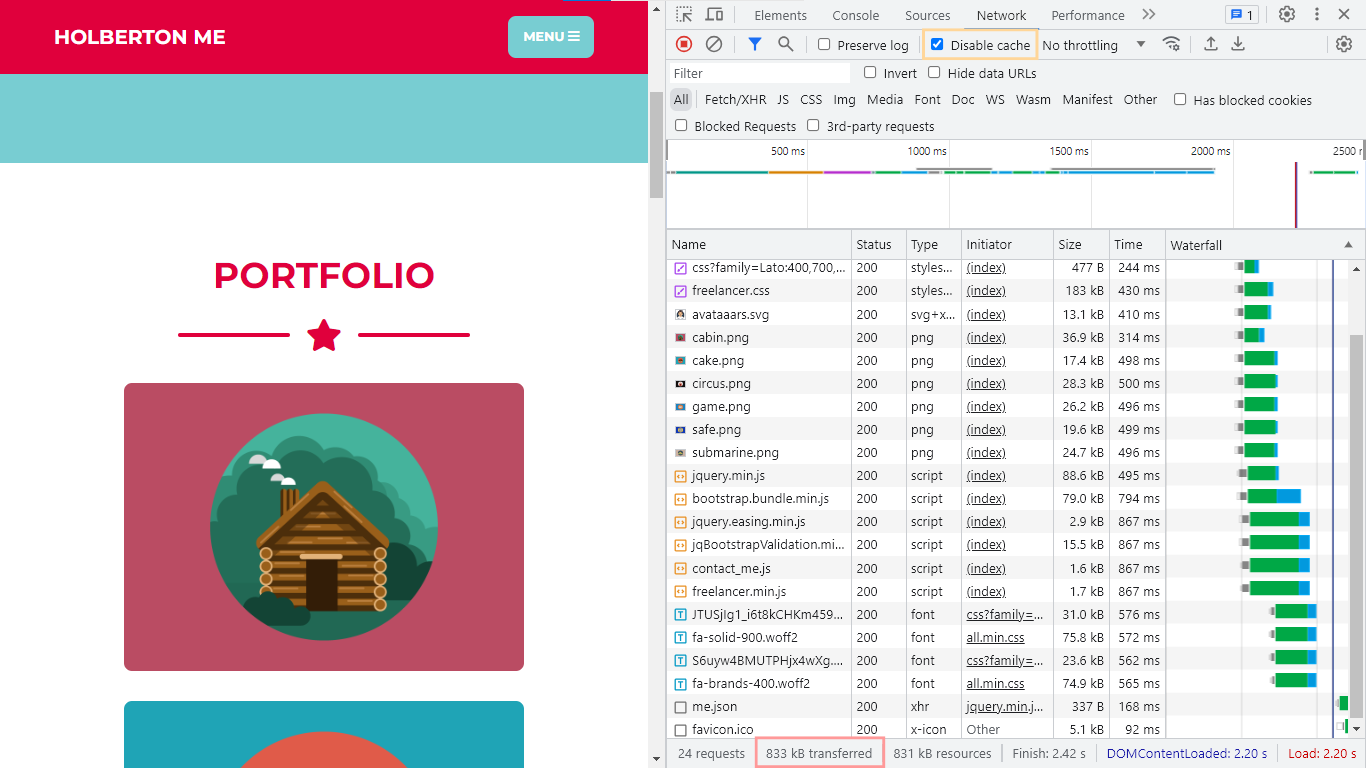 HOLBERTON ME
MENU
PORTFOLIO
Elements Console Sources Network Performance 1
Preserve log Disable cache No throttling
Filter Invert Hide data URLs
All Fetch/XHR JS CSS Img Media Font Doc WS Wasm Manifest Other Has blocked cookies
Blocked Requests 3rd-party requests
500 ms 1000 ms 1500 ms 2000 ms 2500 r
Name Status Type Initiator Size Time Waterfall
css?family=Lato:400,700,... 200 styles... (index) 477 B 244 ms
freelancer.css 200 styles... (index) 183 kB 430 ms
avataaars.svg 200 svg+x... (index) 13.1 kB 410 ms
cabin.png 200 png (index) 36.9 kB 314 ms
cake.png 200 png (index) 17.4 kB 498 ms
circus.png 200 png (index) 28.3 kB 500 ms
game.png 200 png (index) 26.2 kB 496 ms
safe.png 200 png (index) 19.6 kB 499 ms
submarine.png 200 png (index) 24.7 kB 496 ms
jquery.min.js 200 script (index) 88.6 kB 495 ms
bootstrap.bundle.min.js 200 script (index) 79.0 kB 794 ms
jquery.easing.min.js 200 script (index) 2.9 kB 867 ms
jqBootstrapValidation.mi... 200 script (index) 15.5 kB 867 ms
contact_me.js 200 script (index) 1.6 kB 867 ms
freelancer.min.js 200 script (index) 1.7 kB 867 ms
JTUSjIg1_i6t8kCHKm459... 200 font css?family=... 31.0 kB 576 ms
fa-solid-900.woff2 200 font all.min.css 75.8 kB 572 ms
S6uyw4BMUTPHjx4wXg.... 200 font css?family=... 23.6 kB 562 ms
fa-brands-400.woff2 200 font all.min.css 74.9 kB 565 ms
me.json 200 xhr jquery.min.j... 337 B 168 ms
favicon.ico 200 x-icon Other 5.1 kB 92 ms
24 requests 833 kB transferred 831 kB resources Finish: 2.42 s DOMContentLoaded: 2.20 s Load: 2.20 s